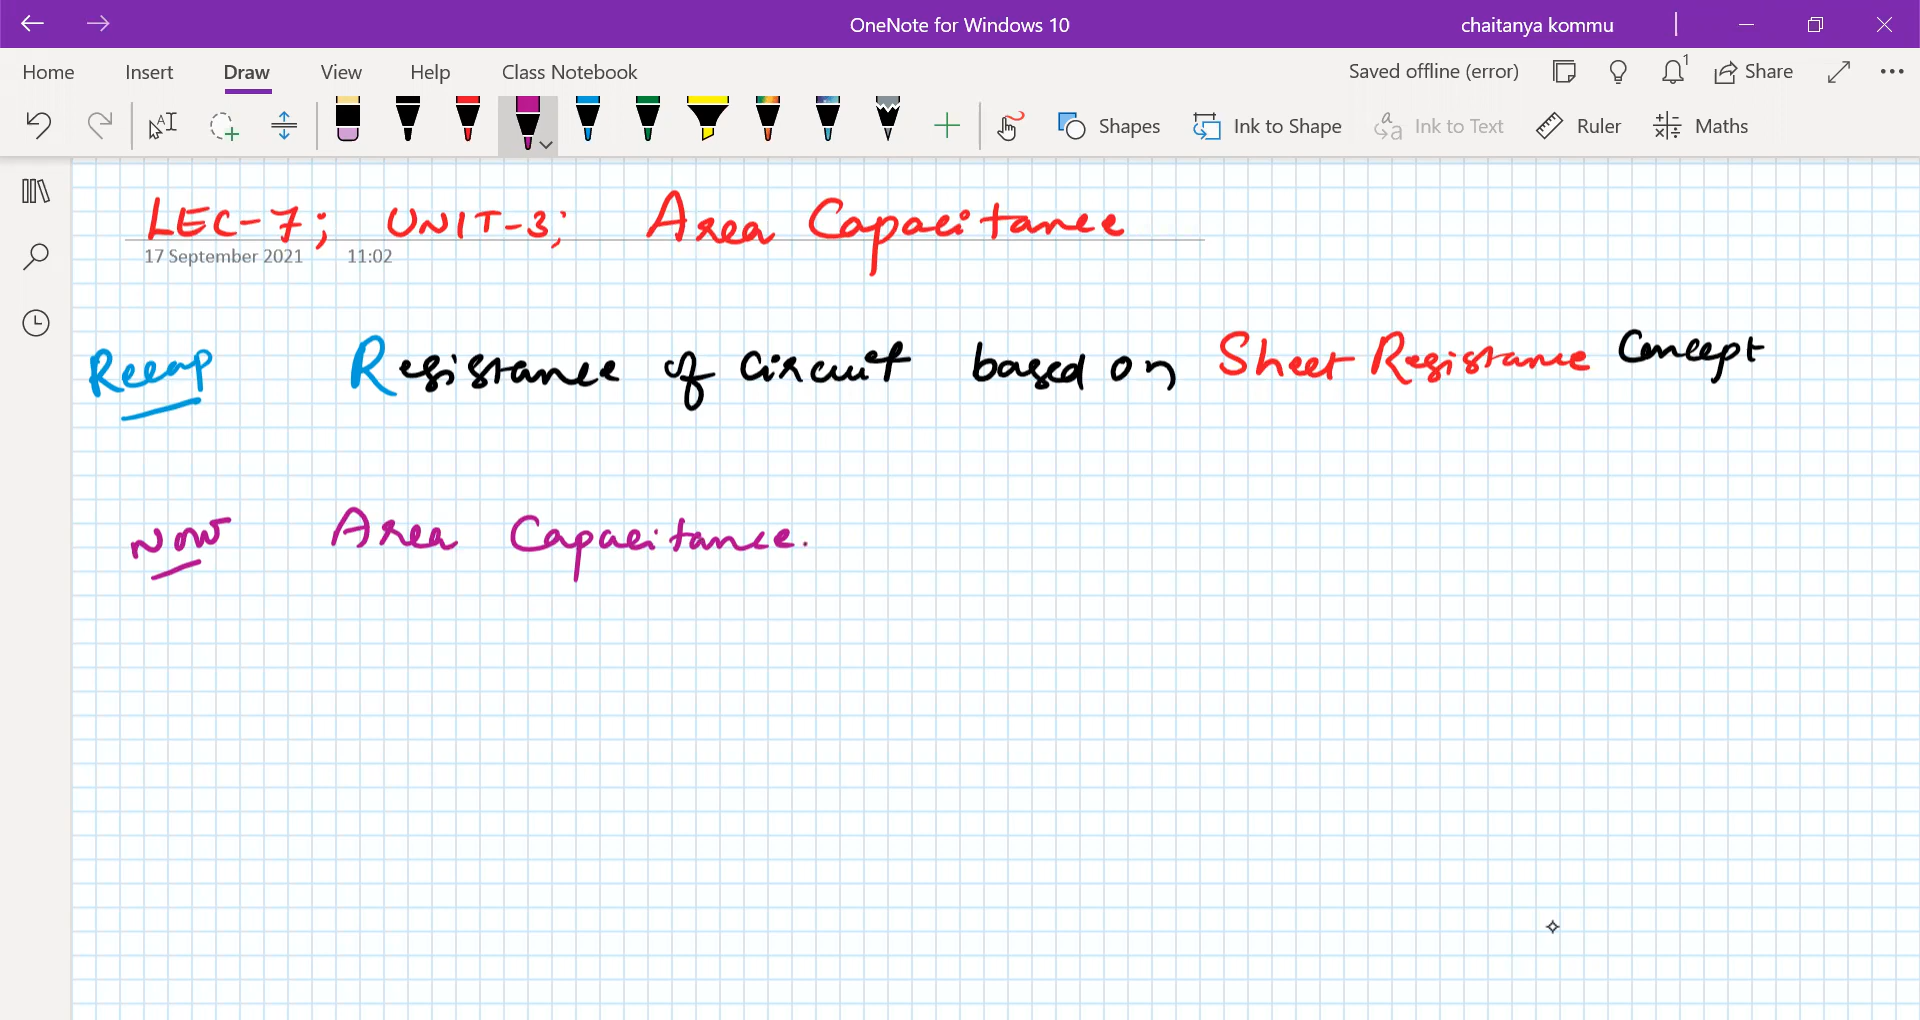 OneNote for Windows 10 chaitanya kommu
Home Insert Draw View Help Class Notebook Saved offline (error) 1 Share
Shapes Ink to Shape Ink to Text Ruler Maths
LEC-7; UNIT-3; Area Capacitance
17 September 2021 11:02
Recap Resistance of circuit based on Sheet Resistance Concept
Now Area Capacitance.